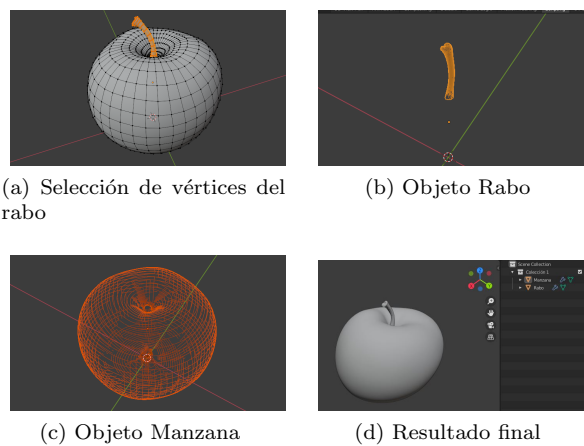 (a) Selección de vértices del
rabo
(b) Objeto Rabo
Scene Collection
Colección 1
Manzana
Rabo
(c) Objeto Manzana
(d) Resultado final